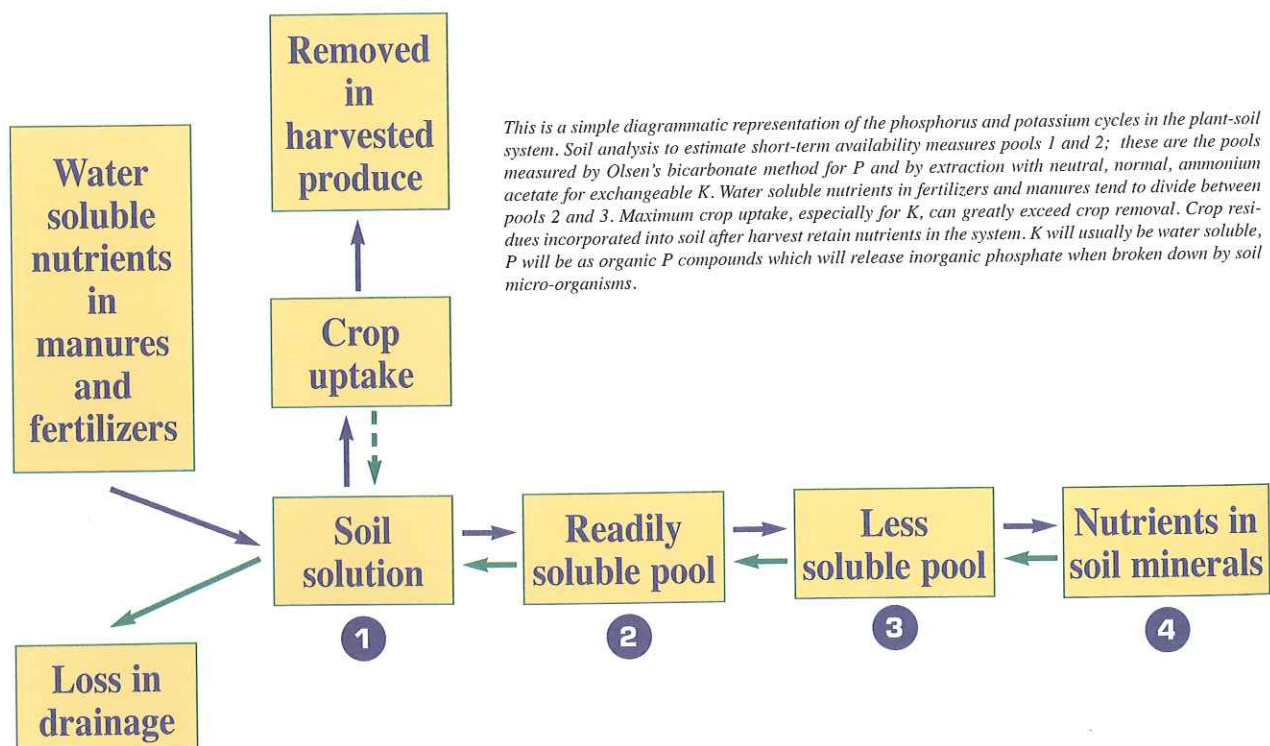 Removed
in
harvested
produce
This is a simple diagrammatic representation of the phosphorus and potassium cycles in the plant-soil
system. Soil analysis to estimate short-term availability measures pools 1 and 2; these are the pools
measured by Olsen's bicarbonate method for P and by extraction with neutral, normal, ammonium
acetate for exchangeable K. Water soluble nutrients in fertilizers and manures tend to divide between
pools 2 and 3. Maximum crop uptake, especially for K, can greatly exceed crop removal. Crop resi-
dues incorporated into soil after harvest retain nutrients in the system. K will usually be water soluble,
P will be as organic P compounds which will release inorganic phosphate when broken down by soil
micro-organisms.
Water
soluble
nutrients
in
manures
and
fertilizers
Crop
uptake
Soil
solution
1
Readily
soluble pool
2
Less
soluble pool
3
Nutrients in
soil minerals
4
Loss in
drainage